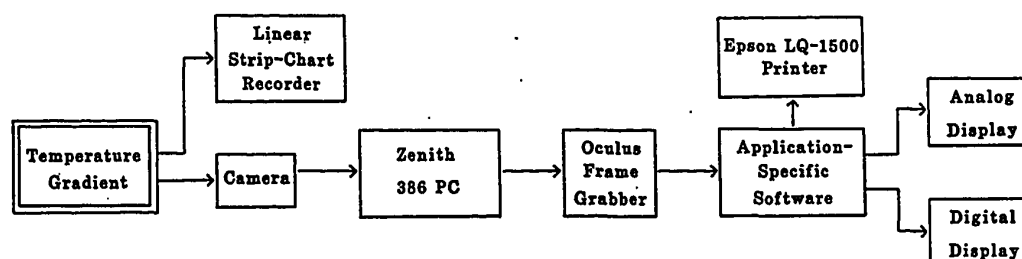 Linear
Strip-Chart
Recorder
Epson LQ-1500
Printer
Analog
Display
Temperature
Gradient
Camera
Zenith
386 PC
Oculus
Frame
Grabber
Application-
Specific
Software
Digital
Display